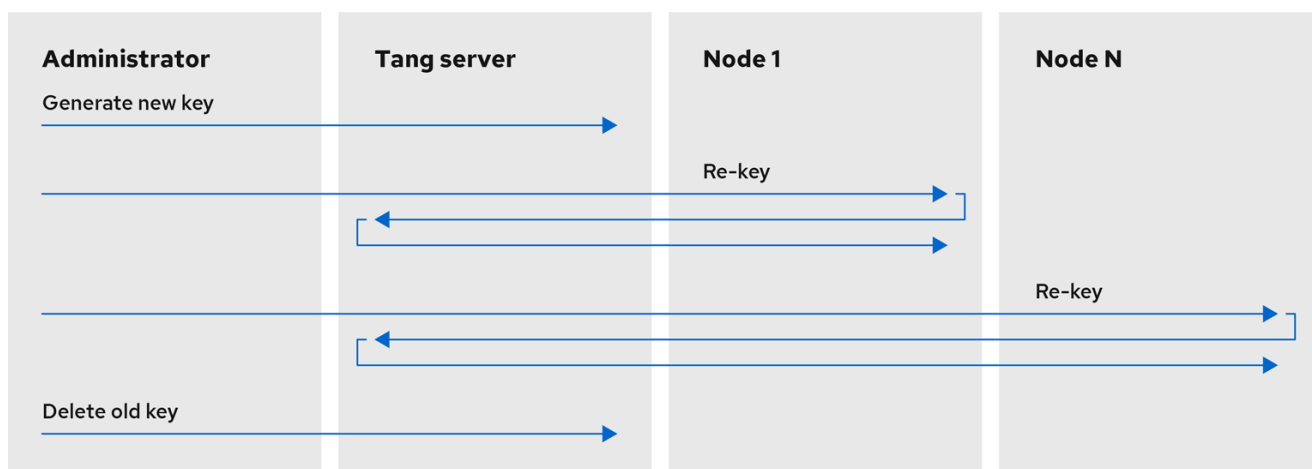 Administrator
Tang server
Node 1
Node N
Generate new key
Re-key
Re-key
Delete old key